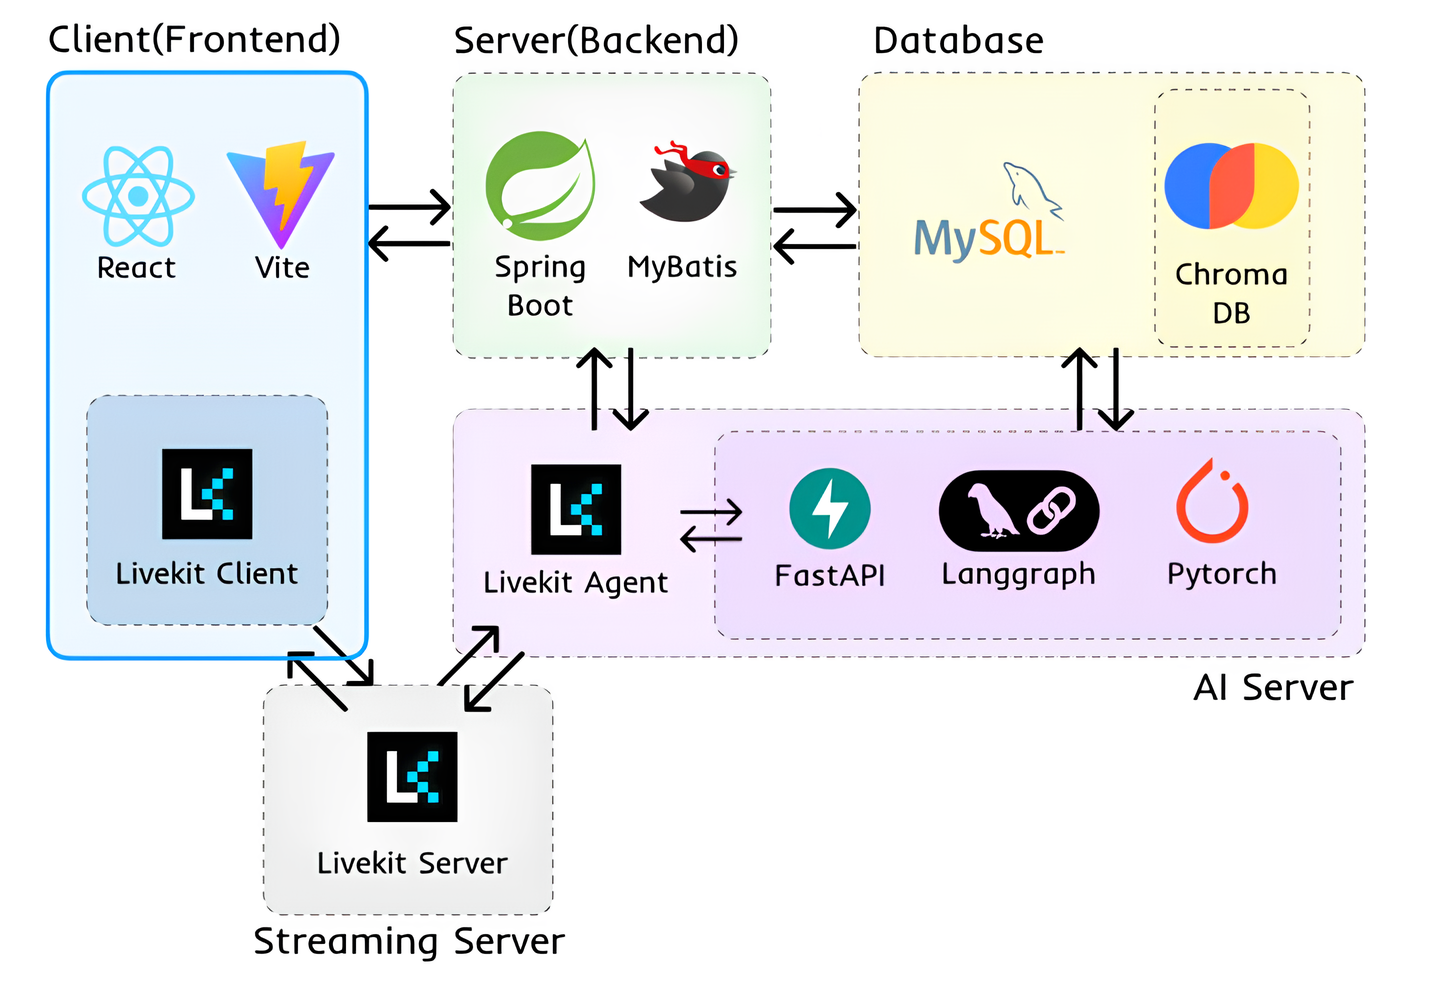 Client(Frontend)
Server(Backend)
Database
React
Vite
Spring
Boot
MyBatis
MySQL
Chroma
DB
Livekit Client
Livekit Agent
FastAPI
Langgraph
Pytorch
AI Server
Livekit Server
Streaming Server